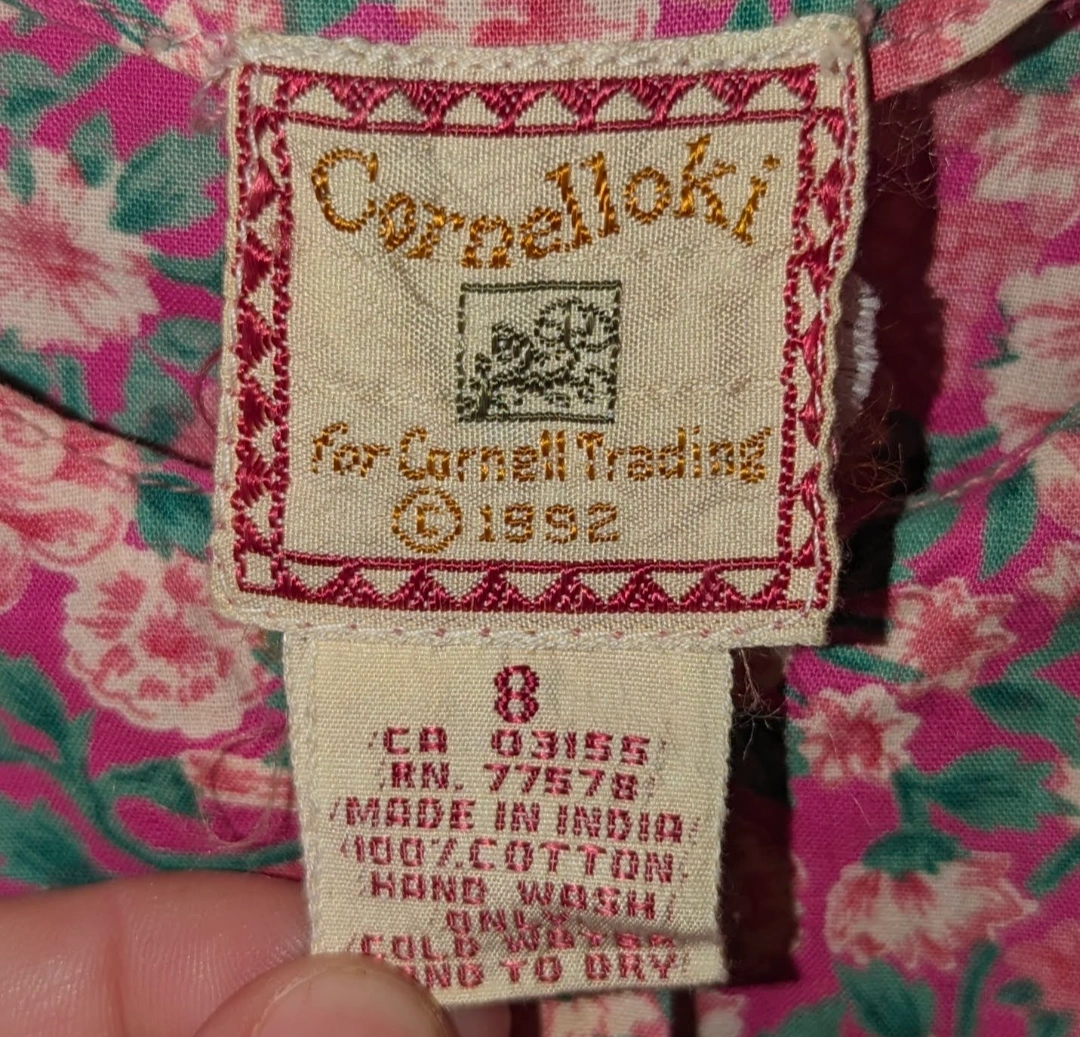 Cornelloki
for Cornell Trading
© 1992
8
CA 03155
RN. 77578
MADE IN INDIA
100% COTTON
HAND WASH
ONLY
COLD WATER
TO DRY